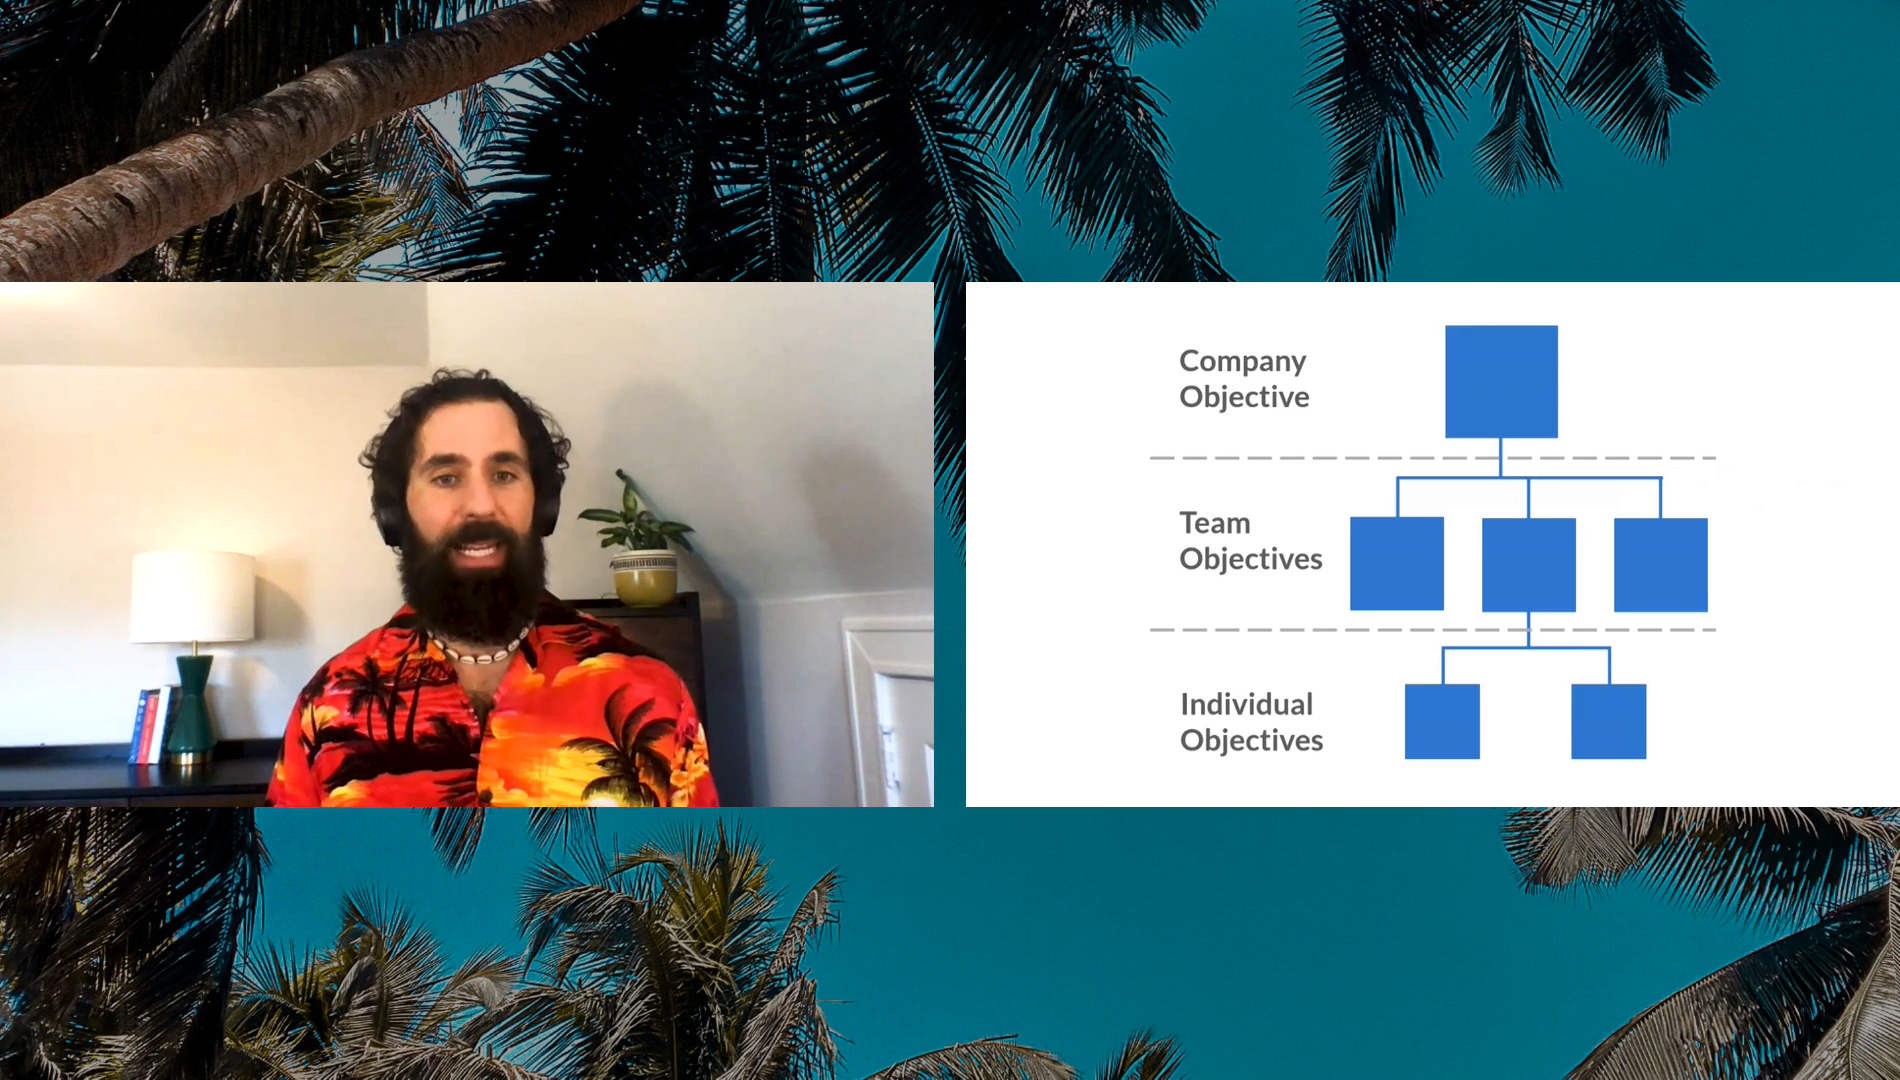 Company
Objective
Team
Objectives
Individual
Objectives